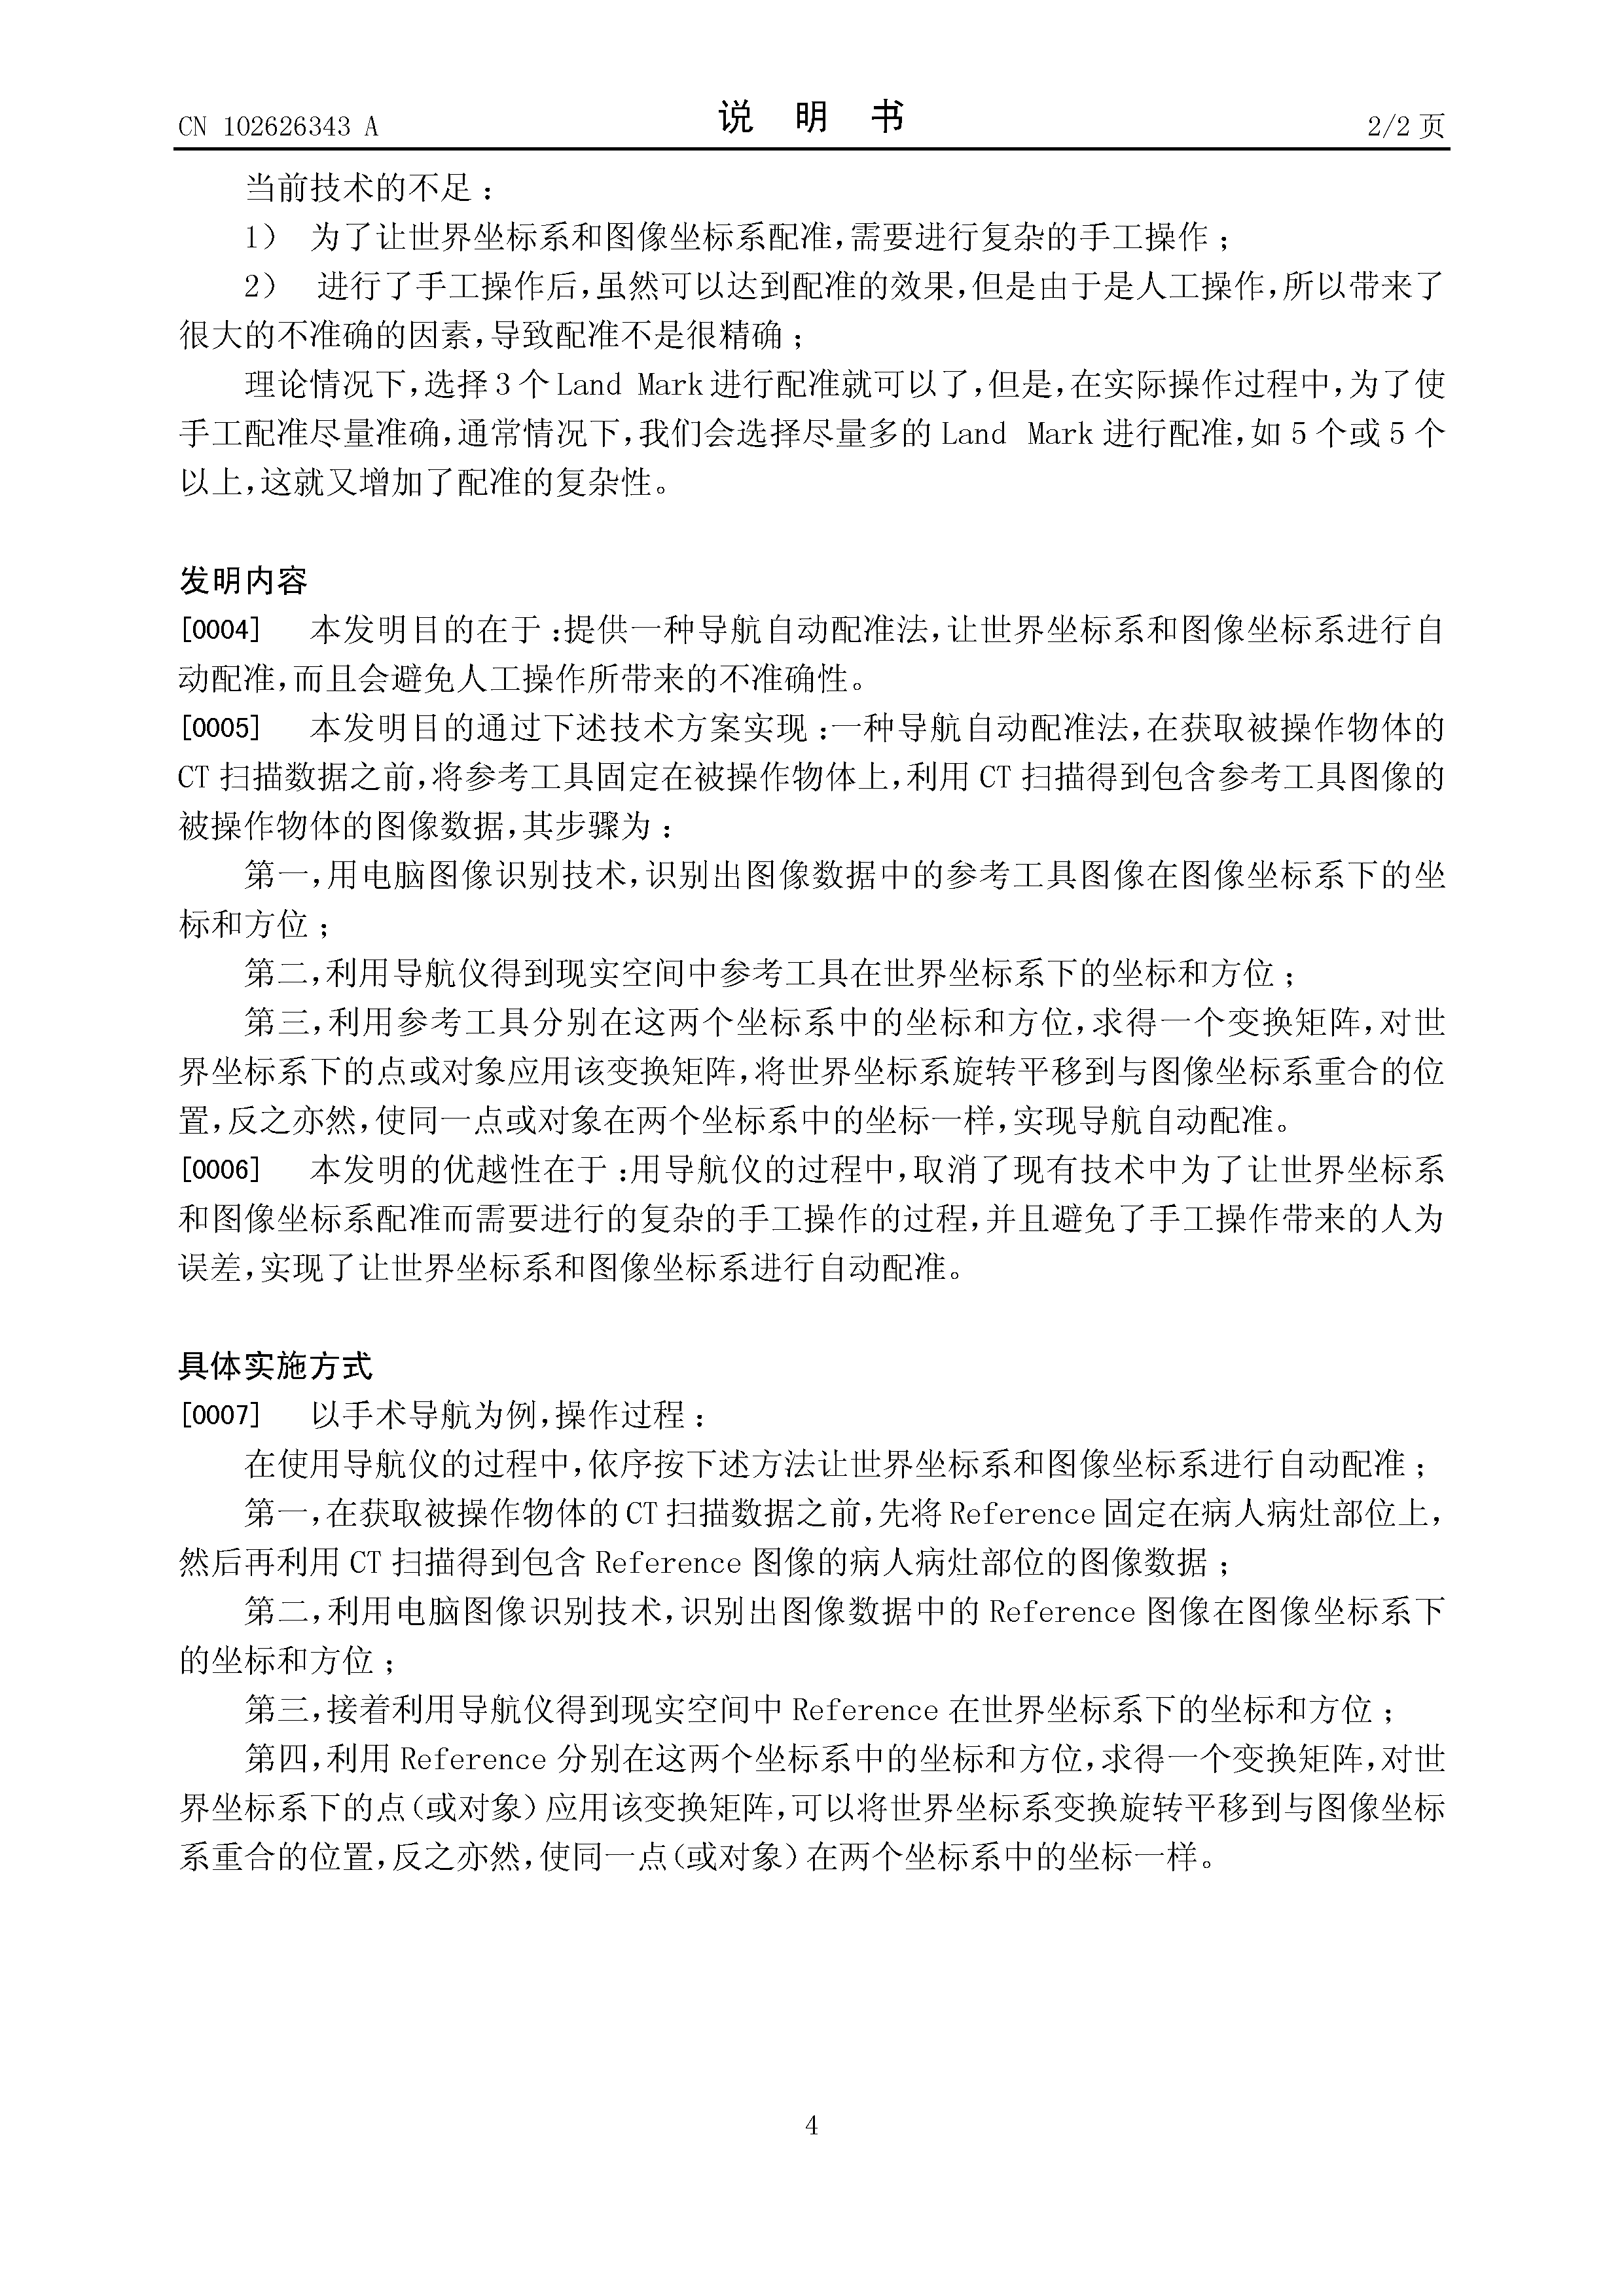 CN 102626343 A
说 明 书
2/2 页
当前技术的不足：
1） 为了让世界坐标系和图像坐标系配准,需要进行复杂的手工操作；
2） 进行了手工操作后,虽然可以达到配准的效果,但是由于是人工操作,所以带来了
很大的不准确的因素,导致配准不是很精确；
理论情况下,选择 3 个 Land Mark 进行配准就可以了,但是,在实际操作过程中,为了使
手工配准尽量准确,通常情况下,我们会选择尽量多的 Land Mark 进行配准,如 5 个或 5 个
以上,这就又增加了配准的复杂性。
发明内容
[0004] 本发明目的在于：提供一种导航自动配准法,让世界坐标系和图像坐标系进行自
动配准,而且会避免人工操作所带来的不准确性。
[0005] 本发明目的通过下述技术方案实现：一种导航自动配准法,在获取被操作物体的
CT 扫描数据之前,将参考工具固定在被操作物体上,利用 CT 扫描得到包含参考工具图像的
被操作物体的图像数据,其步骤为：
第一,用电脑图像识别技术,识别出图像数据中的参考工具图像在图像坐标系下的坐
标和方位；
第二,利用导航仪得到现实空间中参考工具在世界坐标系下的坐标和方位；
第三,利用参考工具分别在这两个坐标系中的坐标和方位,求得一个变换矩阵,对世
界坐标系下的点或对象应用该变换矩阵,将世界坐标系旋转平移到与图像坐标系重合的位
置,反之亦然,使同一点或对象在两个坐标系中的坐标一样,实现导航自动配准。
[0006] 本发明的优越性在于：用导航仪的过程中,取消了现有技术中为了让世界坐标系
和图像坐标系配准而需要进行的复杂的手工操作的过程,并且避免了手工操作带来的人为
误差,实现了让世界坐标系和图像坐标系进行自动配准。
具体实施方式
[0007] 以手术导航为例,操作过程：
在使用导航仪的过程中,依序按下述方法让世界坐标系和图像坐标系进行自动配准；
第一,在获取被操作物体的 CT 扫描数据之前,先将 Reference 固定在病人病灶部位上,
然后再利用 CT 扫描得到包含 Reference 图像的病人病灶部位的图像数据；
第二,利用电脑图像识别技术,识别出图像数据中的 Reference 图像在图像坐标系下
的坐标和方位；
第三,接着利用导航仪得到现实空间中 Reference 在世界坐标系下的坐标和方位；
第四,利用 Reference 分别在这两个坐标系中的坐标和方位,求得一个变换矩阵,对世
界坐标系下的点(或对象)应用该变换矩阵,可以将世界坐标系变换旋转平移到与图像坐标
系重合的位置,反之亦然,使同一点(或对象)在两个坐标系中的坐标一样。
4